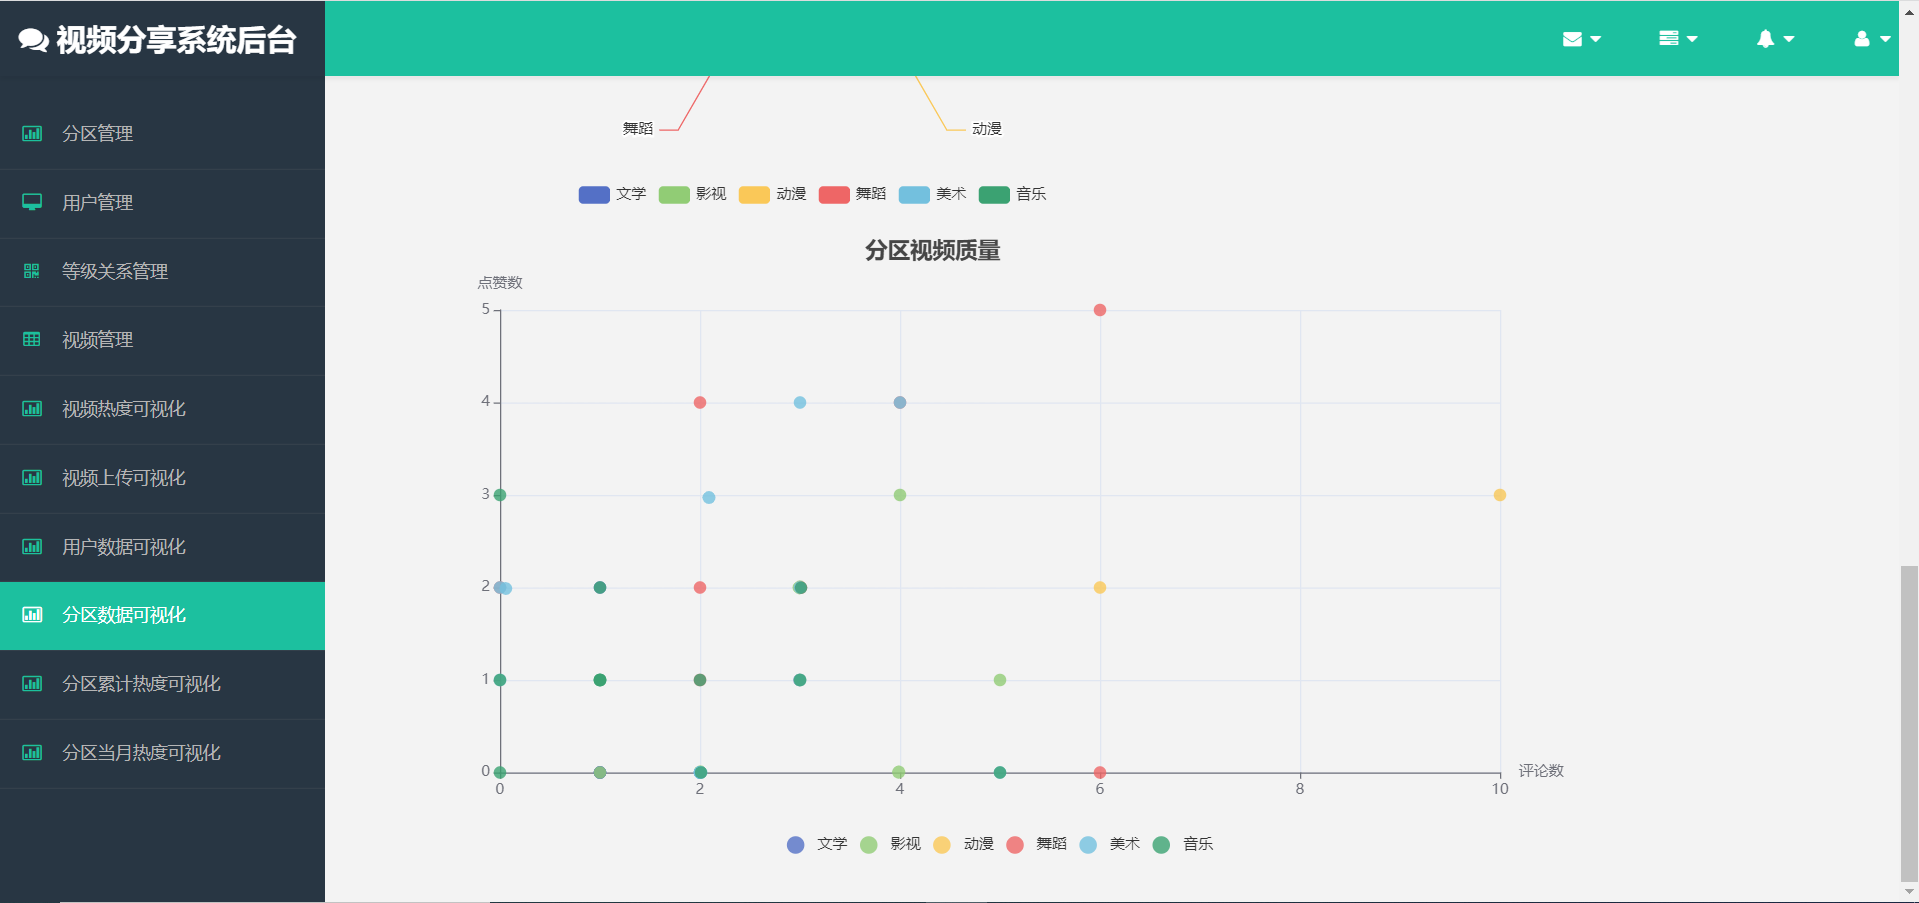 视频分享系统后台
分区管理
用户管理
等级关系管理
视频管理
视频热度可视化
视频上传可视化
用户数据可视化
分区数据可视化
分区累计热度可视化
分区当月热度可视化
舞蹈 动漫
文学 影视 动漫 舞蹈 美术 音乐
分区视频质量
点赞数
5
4
3
2
1
0
0 2 4 6 8 10
评论数
文学 影视 动漫 舞蹈 美术 音乐